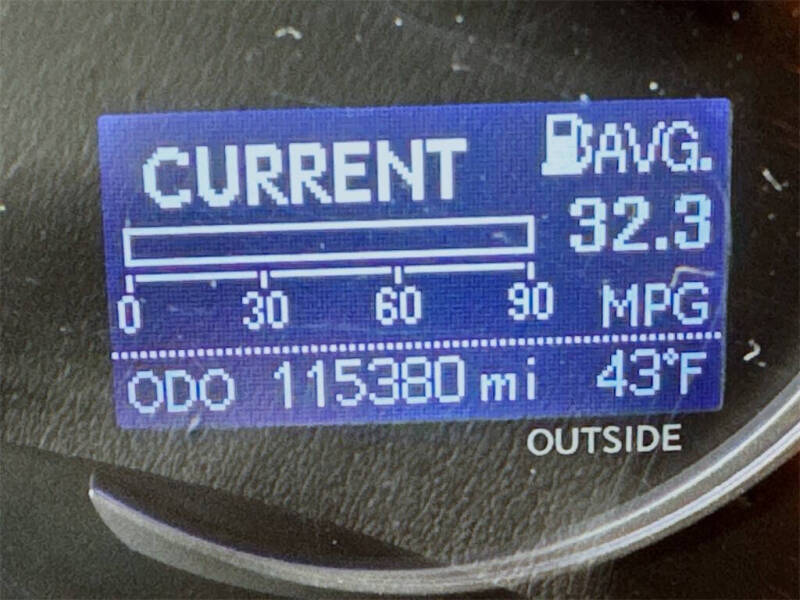 CURRENT
AVG.
32.3
0 30 60 90 MPG
ODO 115380 mi 43°F
OUTSIDE